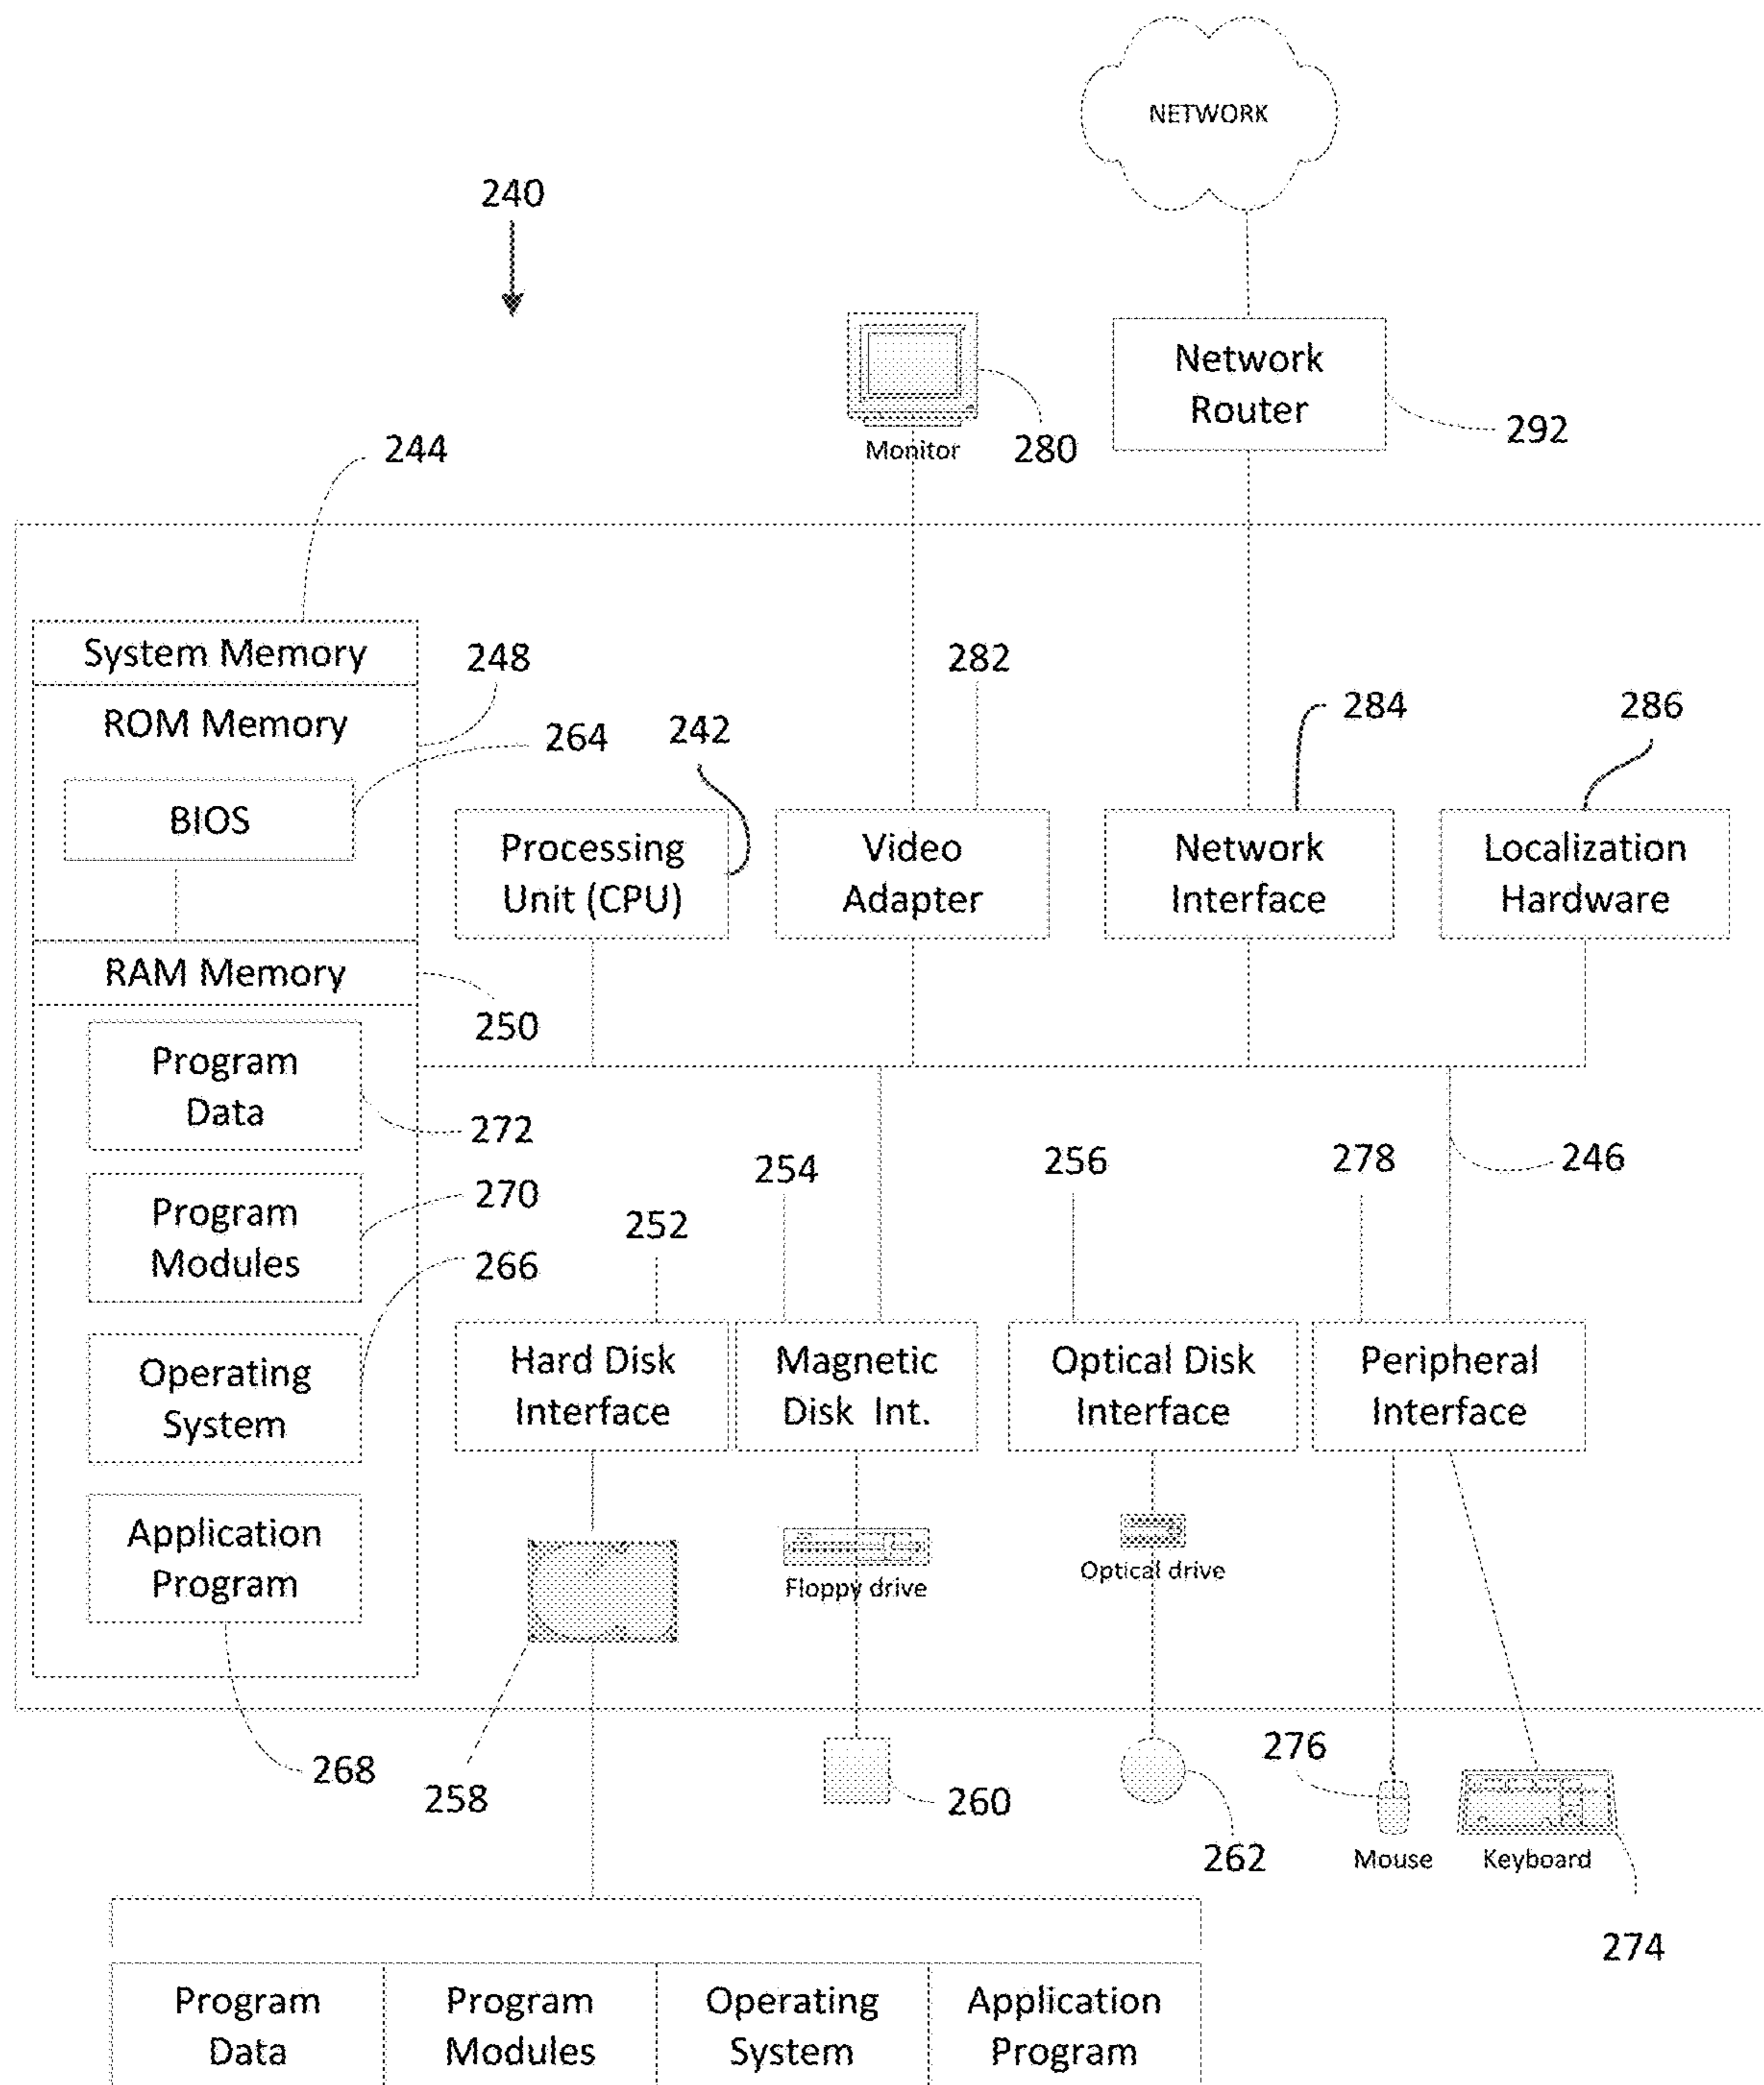 NETWORK
240
Network
Router
Monitor
280
292
244
System Memory
248
282
ROM Memory
264
242
284
286
BIOS
Processing
Unit (CPU)
Video
Adapter
Network
Interface
Localization
Hardware
RAM Memory
250
Program
Data
272
254
256
278
246
270
Program
Modules
252
266
Operating
System
Hard Disk
Interface
Magnetic
Disk Int.
Optical Disk
Interface
Peripheral
Interface
Application
Program
Floppy drive
Optical drive
268
258
260
262
276
Mouse
Keyboard
274
Program
Data
Program
Modules
Operating
System
Application
Program